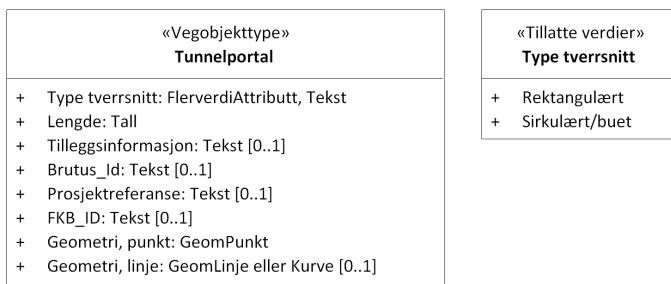 «Vegobjekttype»
Tunnelportal
+ Type tverrsnitt: FlerverdiAttributt, Tekst
+ Lengde: Tall
+ Tilleggsinformasjon: Tekst [0..1]
+ Brutus_Id: Tekst [0..1]
+ Prosjektreferanse: Tekst [0..1]
+ FKB_ID: Tekst [0..1]
+ Geometri, punkt: GeomPunkt
+ Geometri, linje: GeomLinje eller Kurve [0..1]
«Tillatte verdier»
Type tverrsnitt
+ Rektangulært
+ Sirkulært/buet